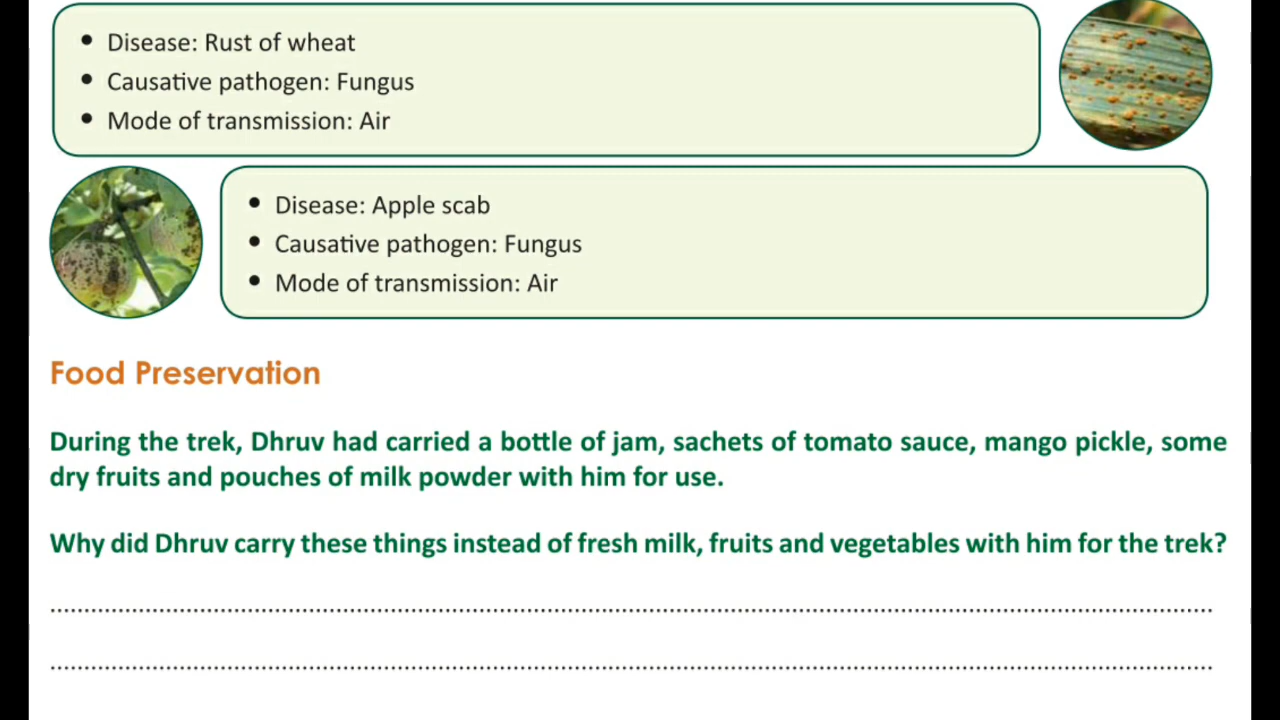 • Disease: Rust of wheat
• Causative pathogen: Fungus
• Mode of transmission: Air
• Disease: Apple scab
• Causative pathogen: Fungus
• Mode of transmission: Air
Food Preservation
During the trek, Dhruv had carried a bottle of jam, sachets of tomato sauce, mango pickle, some
dry fruits and pouches of milk powder with him for use.
Why did Dhruv carry these things instead of fresh milk, fruits and vegetables with him for the trek?